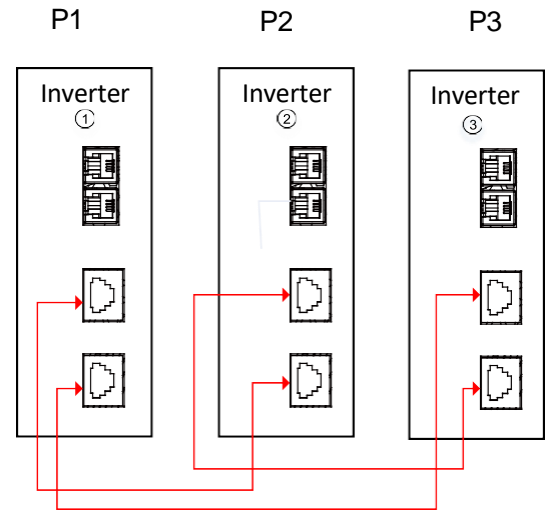 P1 P2 P3
Inverter Inverter Inverter
① ② ③